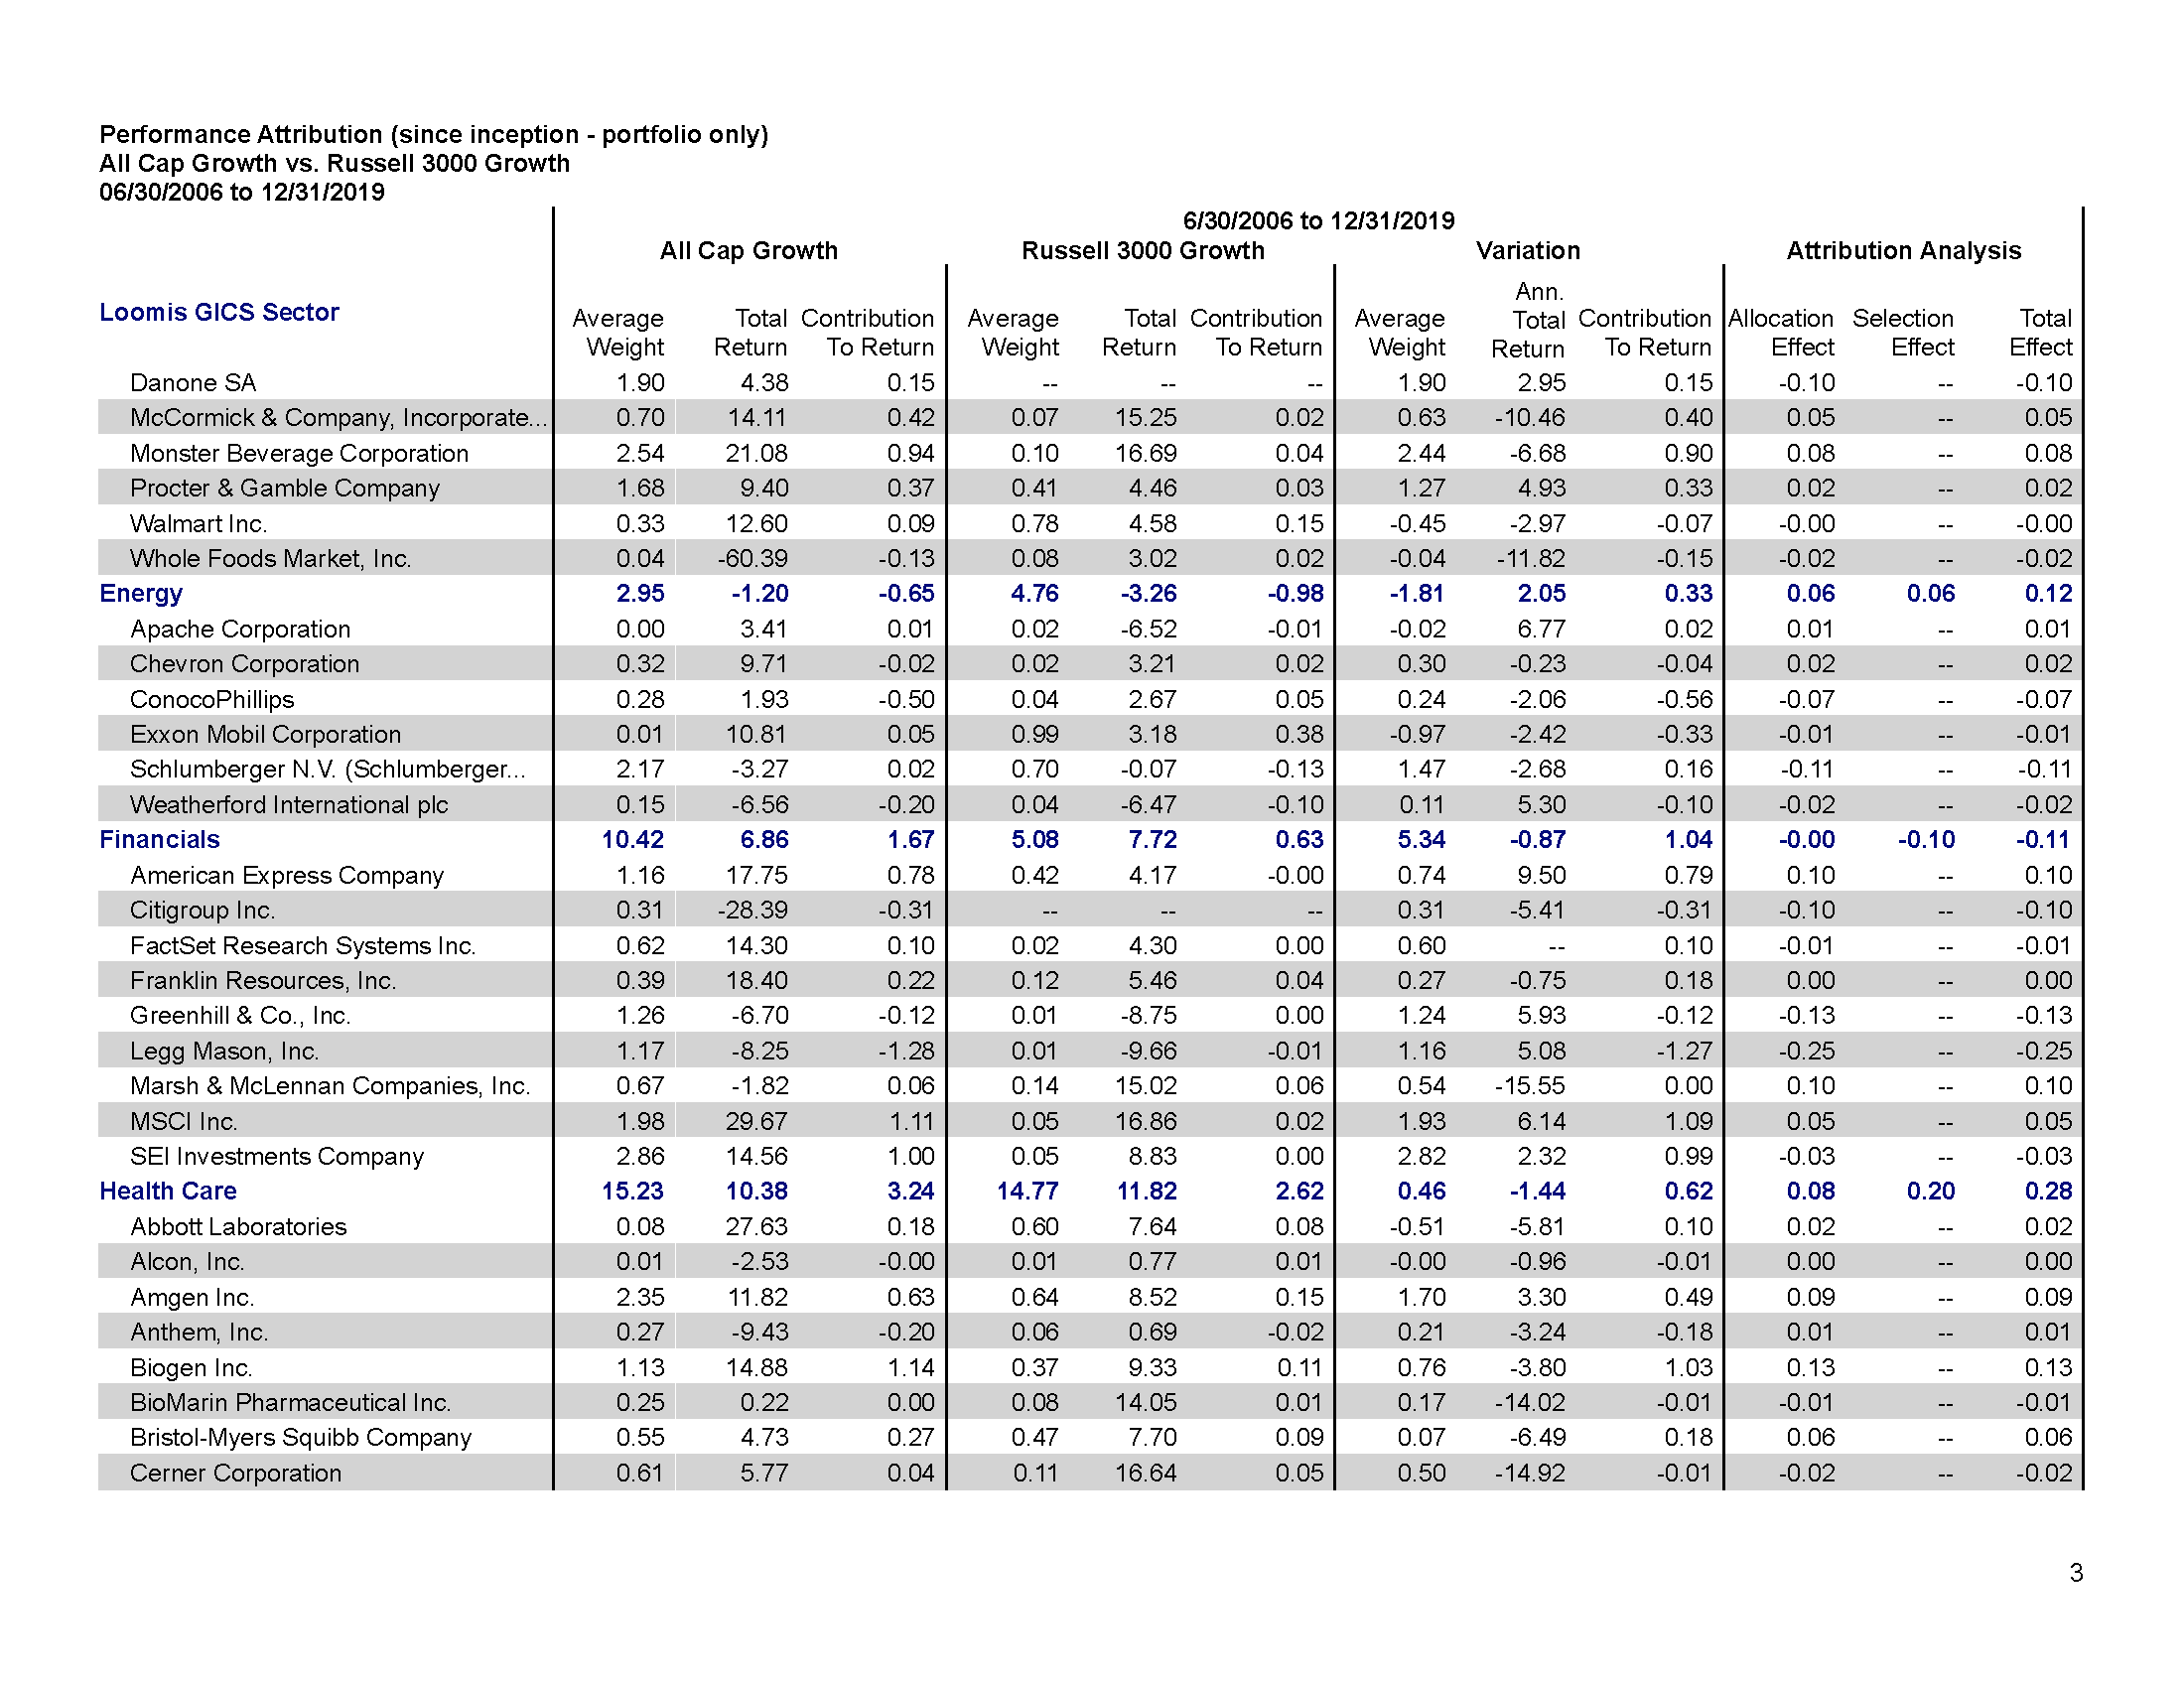 Performance Attribution (since inception - portfolio only)
All Cap Growth vs. Russell 3000 Growth
06/30/2006 to 12/31/2019
6/30/2006 to 12/31/2019
All Cap Growth Russell 3000 Growth Variation Attribution Analysis
Loomis GICS Sector
Ann.
Average Total Contribution Average Total Contribution Average Total Contribution Allocation Selection Total
Weight Return To Return Weight Return To Return Weight Return To Return Effect Effect Effect
Danone SA 1.90 4.38 0.15 -- -- -- 1.90 2.95 0.15 -0.10 -- -0.10
McCormick & Company, Incorporate... 0.70 14.11 0.42 0.07 15.25 0.02 0.63 -10.46 0.40 0.05 -- 0.05
Monster Beverage Corporation 2.54 21.08 0.94 0.10 16.69 0.04 2.44 -6.68 0.90 0.08 -- 0.08
Procter & Gamble Company 1.68 9.40 0.37 0.41 4.46 0.03 1.27 4.93 0.33 0.02 -- 0.02
Walmart Inc. 0.33 12.60 0.09 0.78 4.58 0.15 -0.45 -2.97 -0.07 -0.00 -- -0.00
Whole Foods Market, Inc. 0.04 -60.39 -0.13 0.08 3.02 0.02 -0.04 -11.82 -0.15 -0.02 -- -0.02
Energy 2.95 -1.20 -0.65 4.76 -3.26 -0.98 -1.81 2.05 0.33 0.06 0.06 0.12
Apache Corporation 0.00 3.41 0.01 0.02 -6.52 -0.01 -0.02 6.77 0.02 0.01 -- 0.01
Chevron Corporation 0.32 9.71 -0.02 0.02 3.21 0.02 0.30 -0.23 -0.04 0.02 -- 0.02
ConocoPhillips 0.28 1.93 -0.50 0.04 2.67 0.05 0.24 -2.06 -0.56 -0.07 -- -0.07
Exxon Mobil Corporation 0.01 10.81 0.05 0.99 3.18 0.38 -0.97 -2.42 -0.33 -0.01 -- -0.01
Schlumberger N.V. (Schlumberger... 2.17 -3.27 0.02 0.70 -0.07 -0.13 1.47 -2.68 0.16 -0.11 -- -0.11
Weatherford International plc 0.15 -6.56 -0.20 0.04 -6.47 -0.10 0.11 5.30 -0.10 -0.02 -- -0.02
Financials 10.42 6.86 1.67 5.08 7.72 0.63 5.34 -0.87 1.04 -0.00 -0.10 -0.11
American Express Company 1.16 17.75 0.78 0.42 4.17 -0.00 0.74 9.50 0.79 0.10 -- 0.10
Citigroup Inc. 0.31 -28.39 -0.31 -- -- -- 0.31 -5.41 -0.31 -0.10 -- -0.10
FactSet Research Systems Inc. 0.62 14.30 0.10 0.02 4.30 0.00 0.60 -- 0.10 -0.01 -- -0.01
Franklin Resources, Inc. 0.39 18.40 0.22 0.12 5.46 0.04 0.27 -0.75 0.18 0.00 -- 0.00
Greenhill & Co., Inc. 1.26 -6.70 -0.12 0.01 -8.75 0.00 1.24 5.93 -0.12 -0.13 -- -0.13
Legg Mason, Inc. 1.17 -8.25 -1.28 0.01 -9.66 -0.01 1.16 5.08 -1.27 -0.25 -- -0.25
Marsh & McLennan Companies, Inc. 0.67 -1.82 0.06 0.14 15.02 0.06 0.54 -15.55 0.00 0.10 -- 0.10
MSCI Inc. 1.98 29.67 1.11 0.05 16.86 0.02 1.93 6.14 1.09 0.05 -- 0.05
SEI Investments Company 2.86 14.56 1.00 0.05 8.83 0.00 2.82 2.32 0.99 -0.03 -- -0.03
Health Care 15.23 10.38 3.24 14.77 11.82 2.62 0.46 -1.44 0.62 0.08 0.20 0.28
Abbott Laboratories 0.08 27.63 0.18 0.60 7.64 0.08 -0.51 -5.81 0.10 0.02 -- 0.02
Alcon, Inc. 0.01 -2.53 -0.00 0.01 0.77 0.01 -0.00 -0.96 -0.01 0.00 -- 0.00
Amgen Inc. 2.35 11.82 0.63 0.64 8.52 0.15 1.70 3.30 0.49 0.09 -- 0.09
Anthem, Inc. 0.27 -9.43 -0.20 0.06 0.69 -0.02 0.21 -3.24 -0.18 0.01 -- 0.01
Biogen Inc. 1.13 14.88 1.14 0.37 9.33 0.11 0.76 -3.80 1.03 0.13 -- 0.13
BioMarin Pharmaceutical Inc. 0.25 0.22 0.00 0.08 14.05 0.01 0.17 -14.02 -0.01 -0.01 -- -0.01
Bristol-Myers Squibb Company 0.55 4.73 0.27 0.47 7.70 0.09 0.07 -6.49 0.18 0.06 -- 0.06
Cerner Corporation 0.61 5.77 0.04 0.11 16.64 0.05 0.50 -14.92 -0.01 -0.02 -- -0.02
3